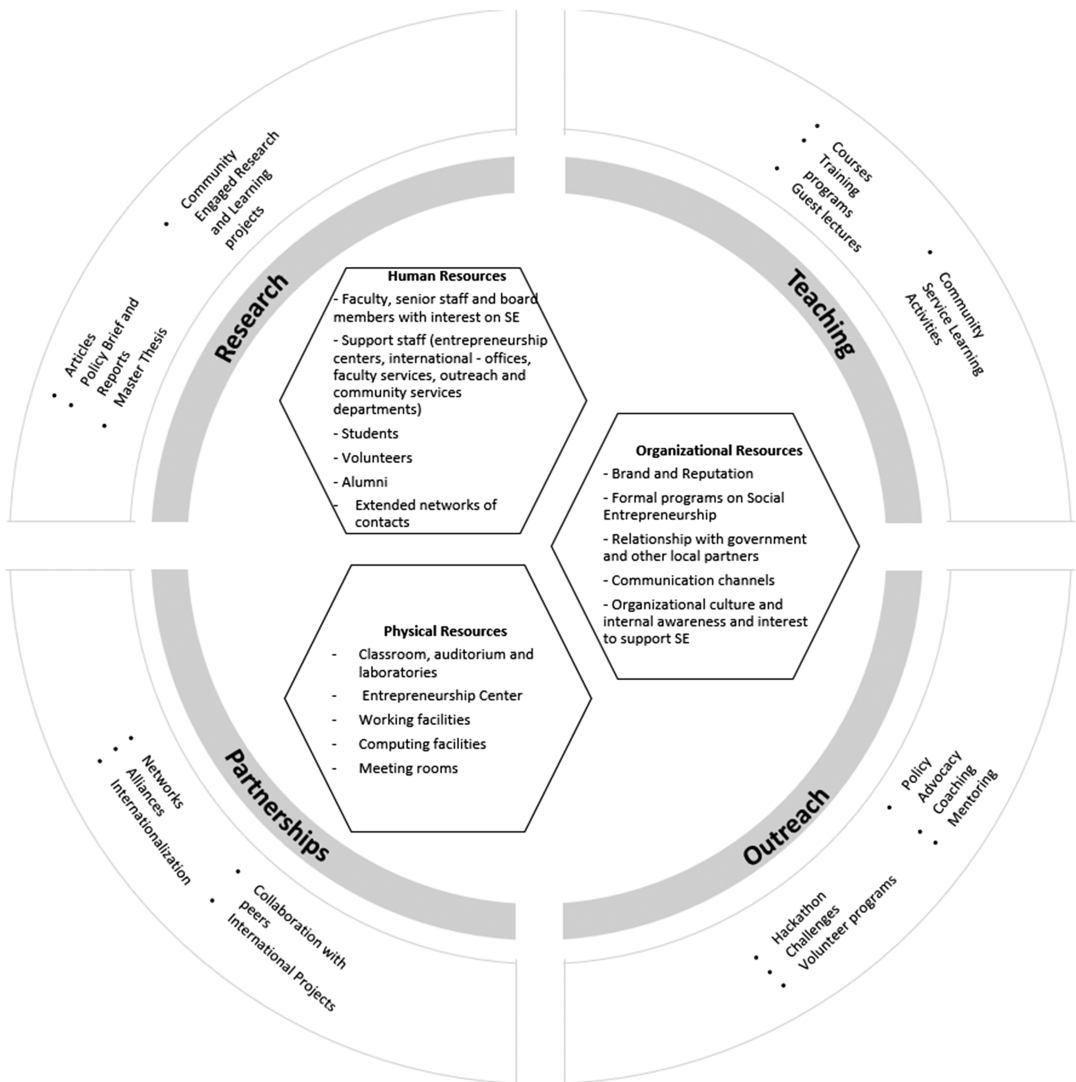 • Community
Engaged Research
and Learning
projects
• Articles
• Policy Brief and
Reports
• Master Thesis
Research
• Courses
• Training
programs
• Guest lectures
• Community
Service Learning
Activities
Teaching
Human Resources
- Faculty, senior staff and board
members with interest on SE
- Support staff (entrepreneurship
centers, international - offices,
faculty services, outreach and
community services
departments)
- Students
- Volunteers
- Alumni
- Extended networks of
contacts
Organizational Resources
- Brand and Reputation
- Formal programs on Social
Entrepreneurship
- Relationship with government
and other local partners
- Communication channels
- Organizational culture and
internal awareness and interest
to support SE
Physical Resources
- Classroom, auditorium and
laboratories
- Entrepreneurship Center
- Working facilities
- Computing facilities
- Meeting rooms
Partnerships
• Networks
• Alliances
• Internationalization
• Collaboration with
peers
• International Projects
Outreach
• Policy
Advocacy
• Coaching
• Mentoring
• Hackathon
• Challenges
• Volunteer programs